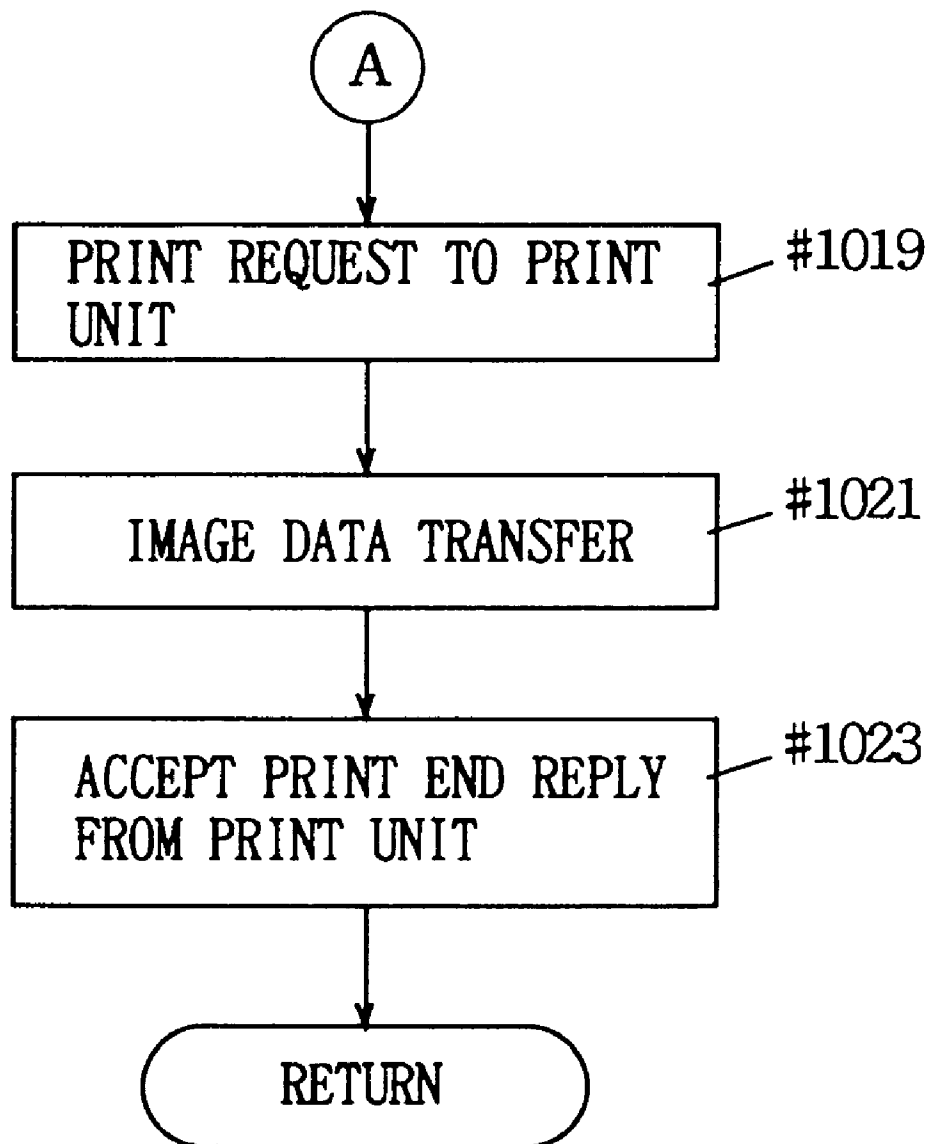 A
PRINT REQUEST TO PRINT
UNIT
#1019
IMAGE DATA TRANSFER
#1021
ACCEPT PRINT END REPLY
FROM PRINT UNIT
#1023
RETURN